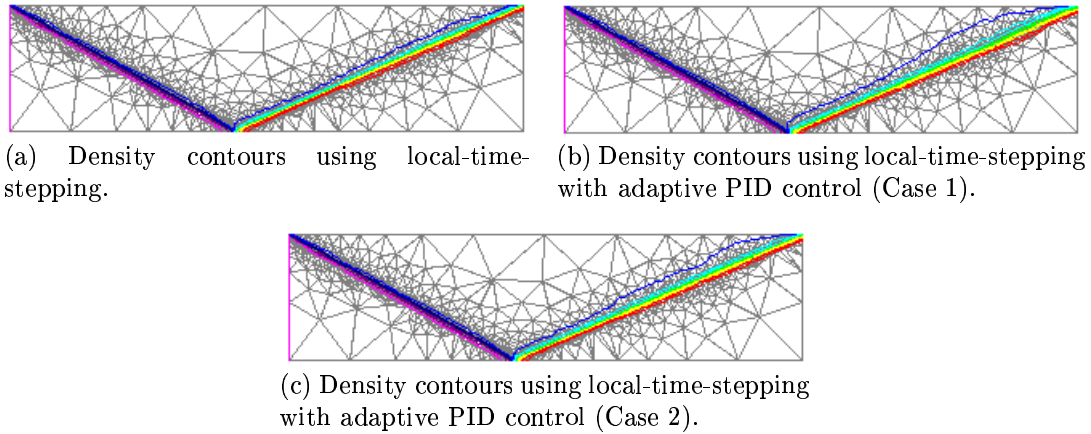 (a) Density contours using local-time-
stepping.
(b) Density contours using local-time-stepping
with adaptive PID control (Case 1).
(c) Density contours using local-time-stepping
with adaptive PID control (Case 2).